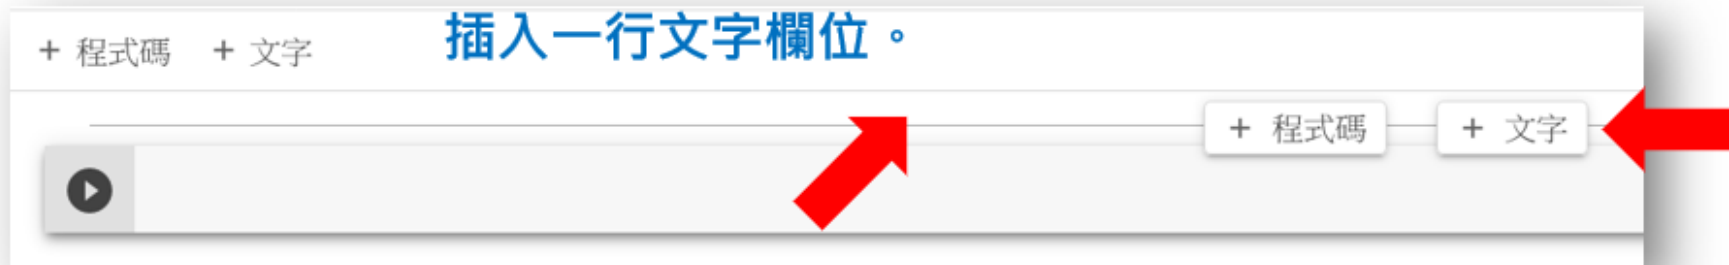 插入一行文字欄位。
+ 程式碼 + 文字
+ 程式碼 + 文字